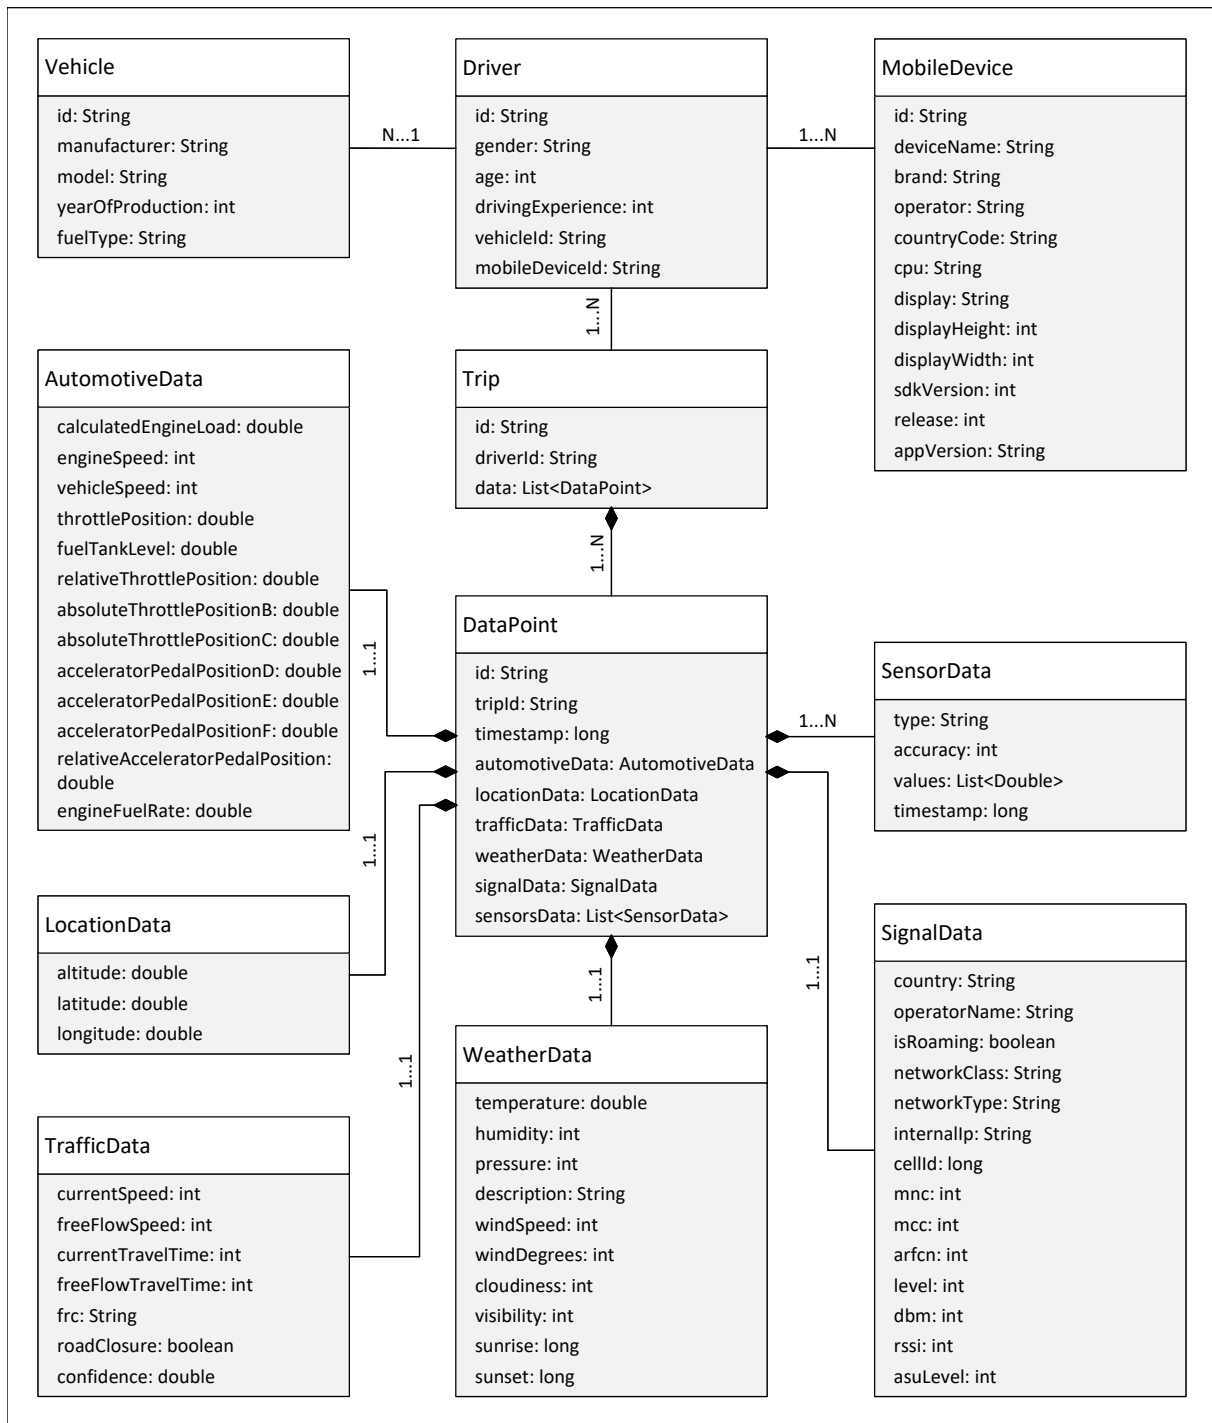 Vehicle
id: String
manufacturer: String
model: String
yearOfProduction: int
fuelType: String
N...1
Driver
id: String
gender: String
age: int
drivingExperience: int
vehicleId: String
mobileDeviceId: String
1...N
MobileDevice
id: String
deviceName: String
brand: String
operator: String
countryCode: String
cpu: String
display: String
displayHeight: int
displayWidth: int
sdkVersion: int
release: int
appVersion: String
1...N
AutomotiveData
calculatedEngineLoad: double
engineSpeed: int
vehicleSpeed: int
throttlePosition: double
fuelTankLevel: double
relativeThrottlePosition: double
absoluteThrottlePositionB: double
absoluteThrottlePositionC: double
acceleratorPedalPositionD: double
acceleratorPedalPositionE: double
acceleratorPedalPositionF: double
relativeAcceleratorPedalPosition:
double
engineFuelRate: double
Trip
id: String
driverId: String
data: List<DataPoint>
1...N
1...1
DataPoint
id: String
tripId: String
timestamp: long
automotiveData: AutomotiveData
locationData: LocationData
trafficData: TrafficData
weatherData: WeatherData
signalData: SignalData
sensorsData: List<SensorData>
1...N
SensorData
type: String
accuracy: int
values: List<Double>
timestamp: long
1...1
LocationData
altitude: double
latitude: double
longitude: double
1...1
1...1
1...1
SignalData
country: String
operatorName: String
isRoaming: boolean
networkClass: String
networkType: String
internalIp: String
cellId: long
mnc: int
mcc: int
arfcn: int
level: int
dbm: int
rssi: int
asuLevel: int
WeatherData
temperature: double
humidity: int
pressure: int
description: String
windSpeed: int
windDegrees: int
cloudiness: int
visibility: int
sunrise: long
sunset: long
TrafficData
currentSpeed: int
freeFlowSpeed: int
currentTravelTime: int
freeFlowTravelTime: int
frc: String
roadClosure: boolean
confidence: double